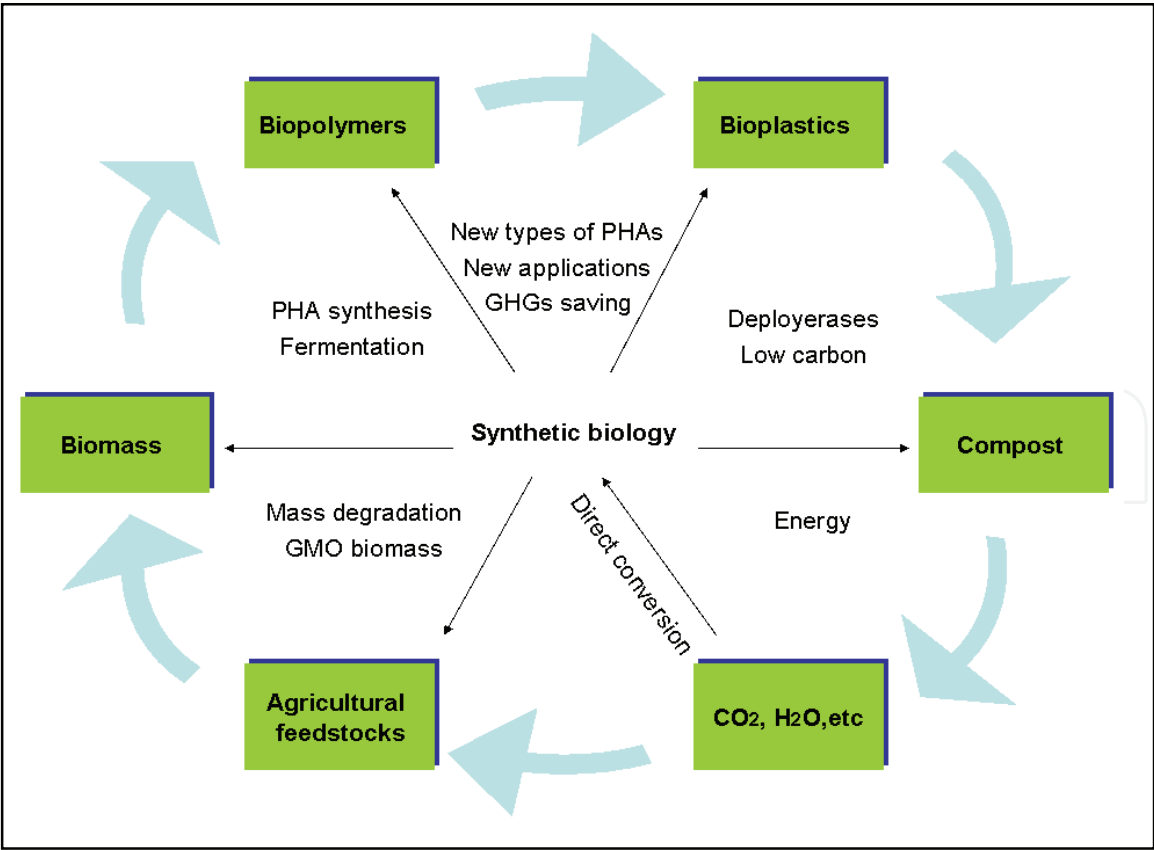 Biopolymers
Bioplastics
New types of PHAs
New applications
GHGs saving
PHA synthesis
Fermentation
Deployerases
Low carbon
Biomass
Synthetic biology
Compost
Mass degradation
GMO biomass
Direct conversion
Energy
Agricultural
feedstocks
CO2, H2O,etc